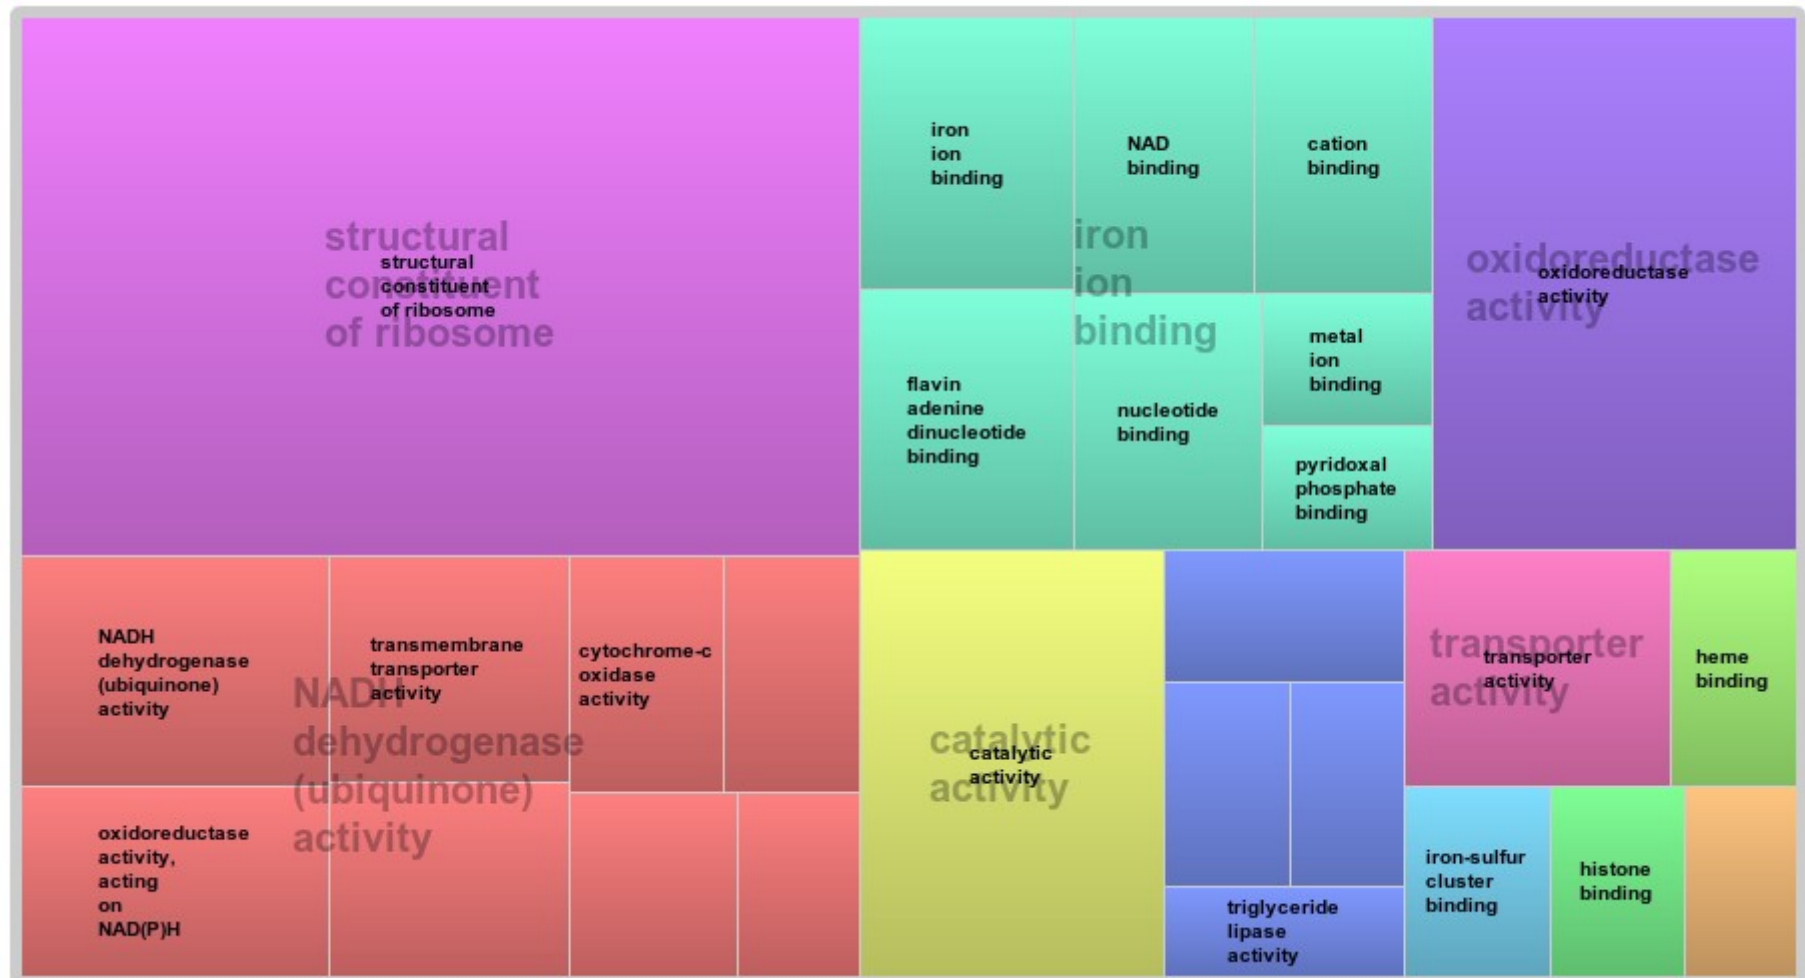 structural
constituent
of ribosome
structural
constituent
of ribosome
iron
ion
binding
NAD
binding
cation
binding
iron
ion
binding
flavin
adenine
dinucleotide
binding
nucleotide
binding
metal
ion
binding
pyridoxal
phosphate
binding
oxidoreductase
activity
oxidoreductase
activity
NADH
dehydrogenase
(ubiquinone)
activity
transmembrane
transporter
activity
cytochrome-c
oxidase
activity
NADH
dehydrogenase
(ubiquinone)
activity
oxidoreductase
activity,
acting
on
NAD(P)H
catalytic
activity
catalytic
activity
triglyceride
lipase
activity
transporter
activity
transporter
activity
heme
binding
iron-sulfur
cluster
binding
histone
binding